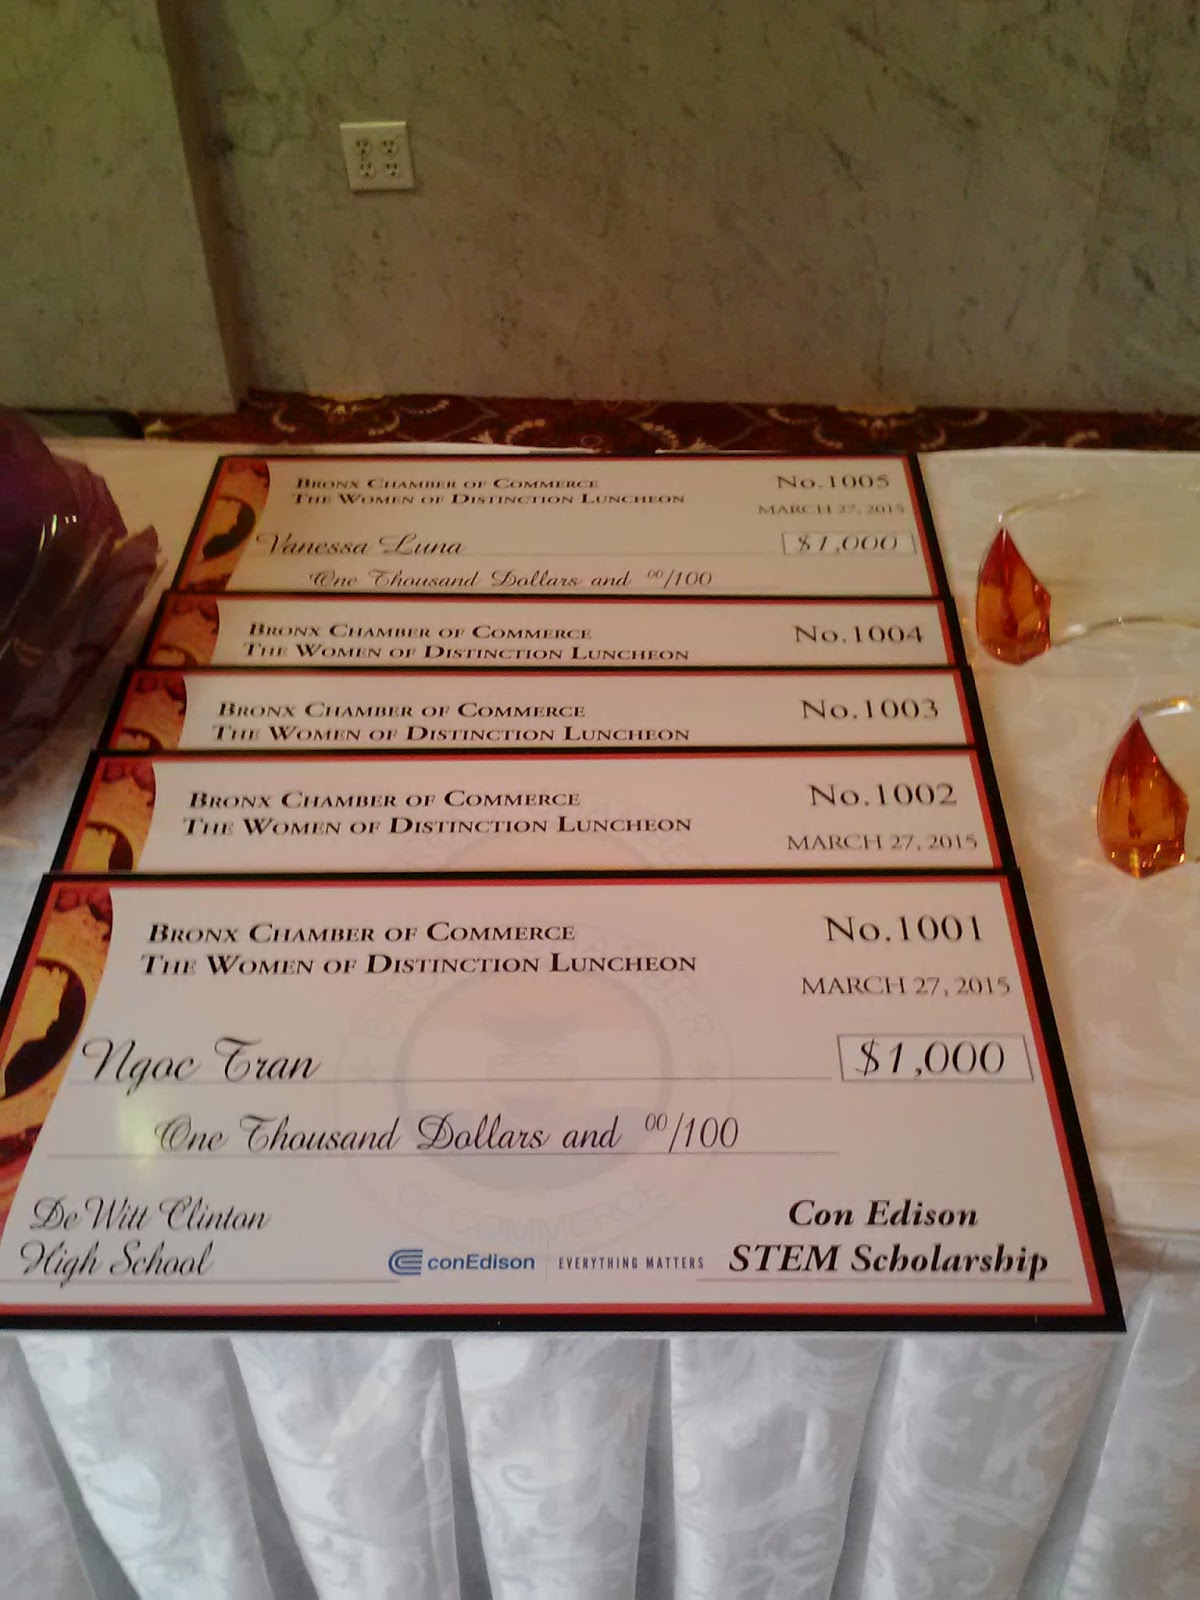 Bronx Chamber of Commerce
The Women of Distinction Luncheon
No.1005
MARCH 27, 2015
Vanessa Luna
$1,000
One Thousand Dollars and 00/100
Bronx Chamber of Commerce
The Women of Distinction Luncheon
No.1004
Bronx Chamber of Commerce
The Women of Distinction Luncheon
No.1003
Bronx Chamber of Commerce
The Women of Distinction Luncheon
No.1002
MARCH 27, 2015
Bronx Chamber of Commerce
The Women of Distinction Luncheon
No.1001
MARCH 27, 2015
Ngoc Tran
$1,000
One Thousand Dollars and 00/100
DeWitt Clinton
High School
conEdison | EVERYTHING MATTERS
Con Edison
STEM Scholarship